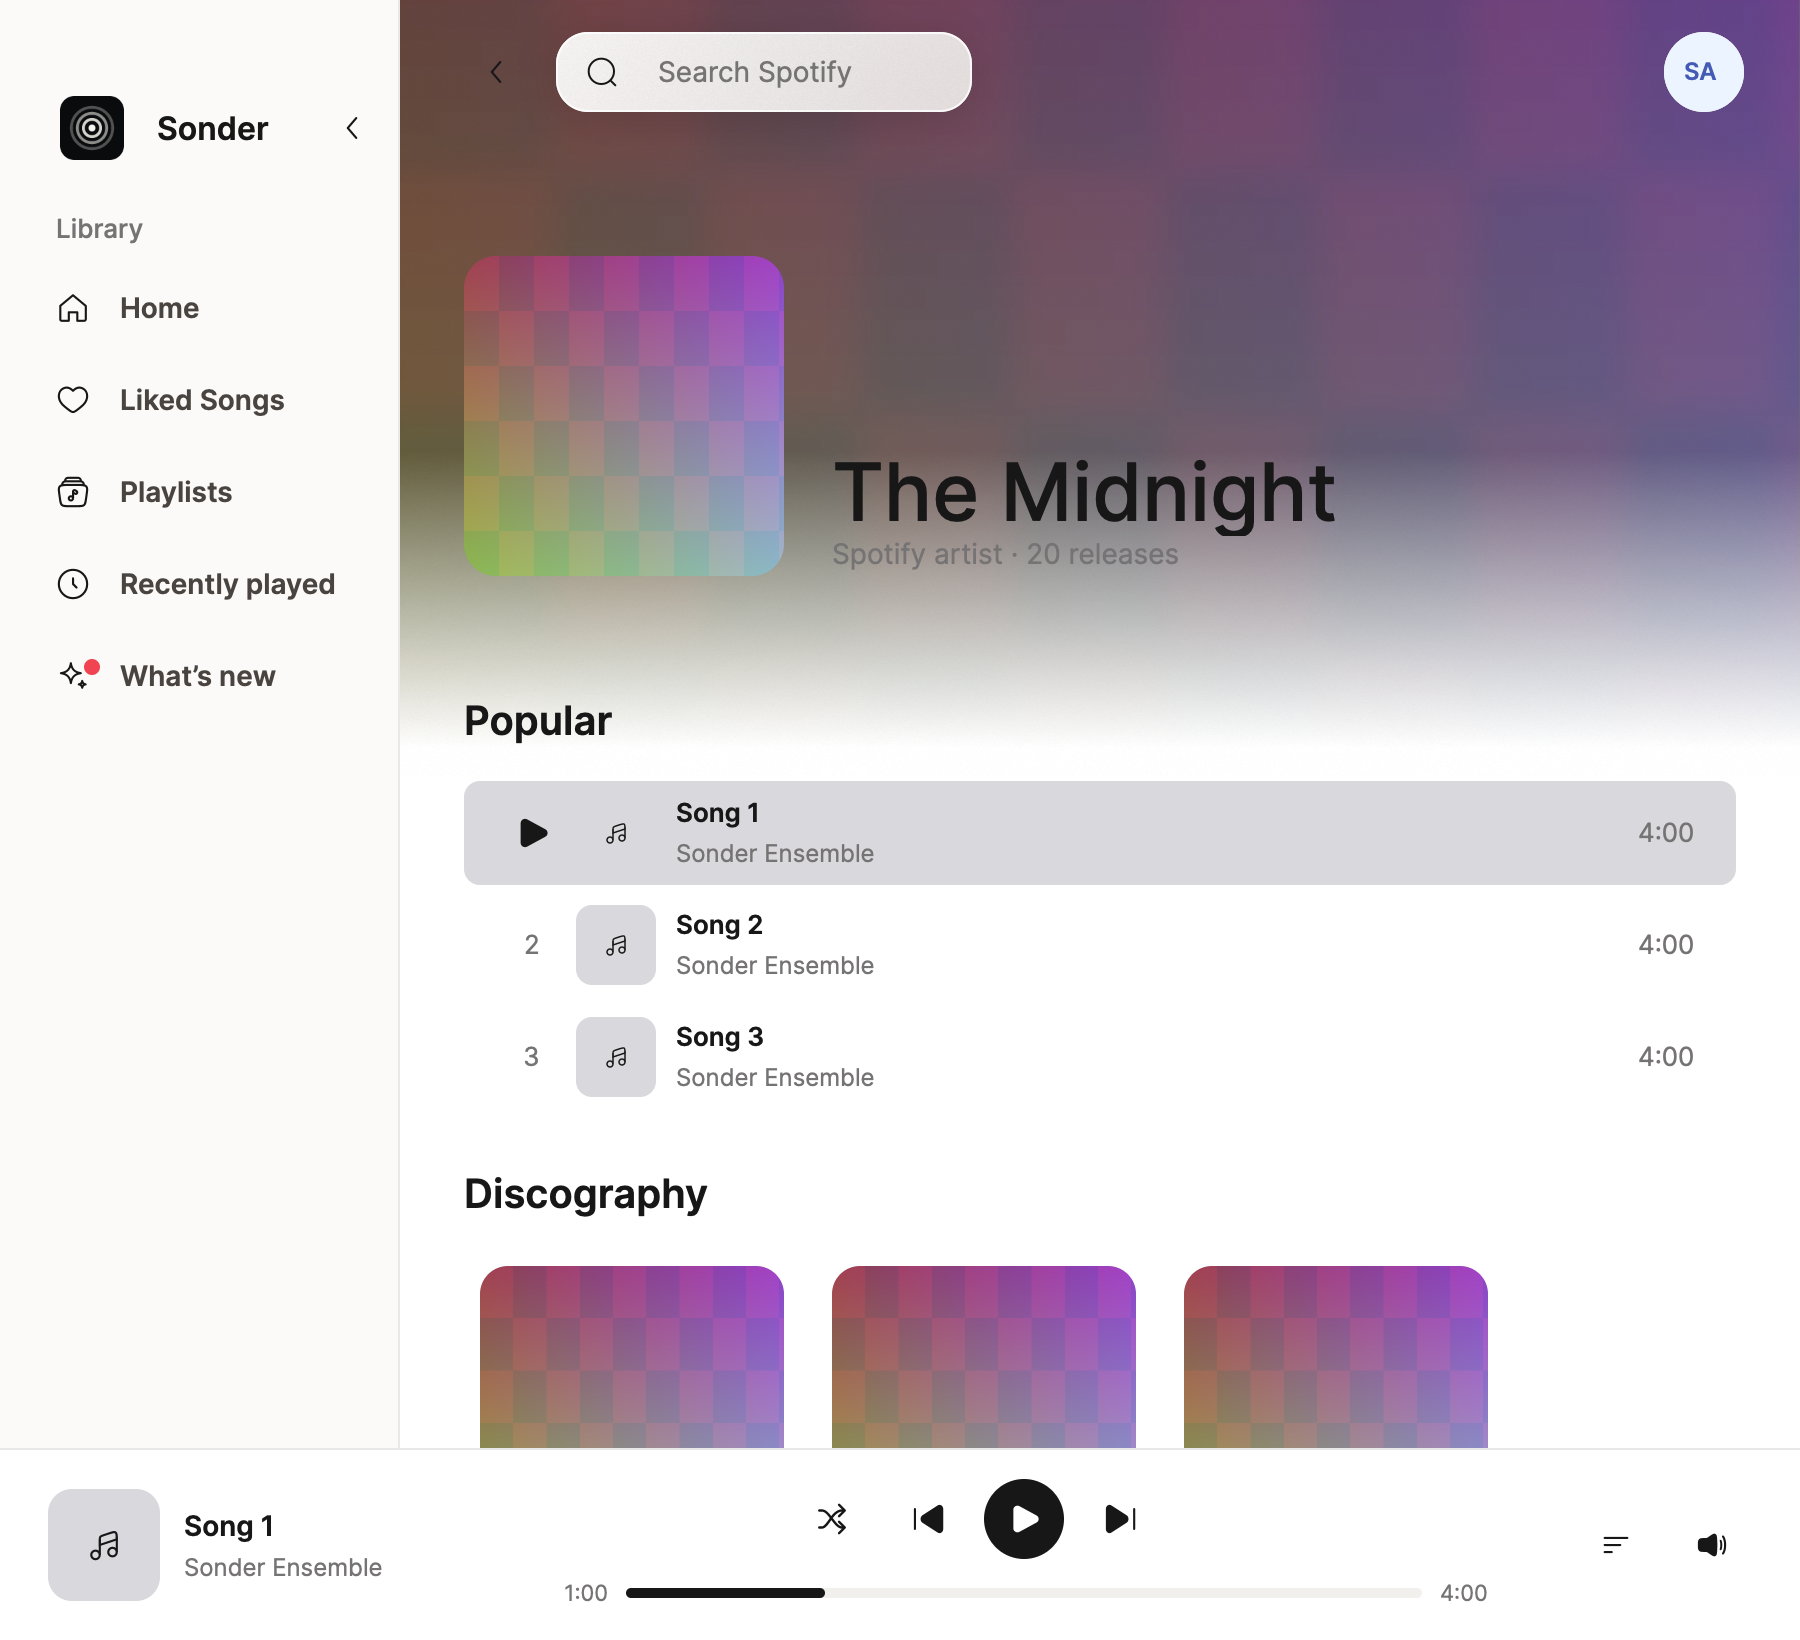 Sonder
Library
Home
Liked Songs
Playlists
Recently played
What’s new
Search Spotify
SA
The Midnight
Spotify artist · 20 releases
Popular
Song 1
Sonder Ensemble
4:00
2
Song 2
Sonder Ensemble
4:00
3
Song 3
Sonder Ensemble
4:00
Discography
Song 1
Sonder Ensemble
1:00
4:00